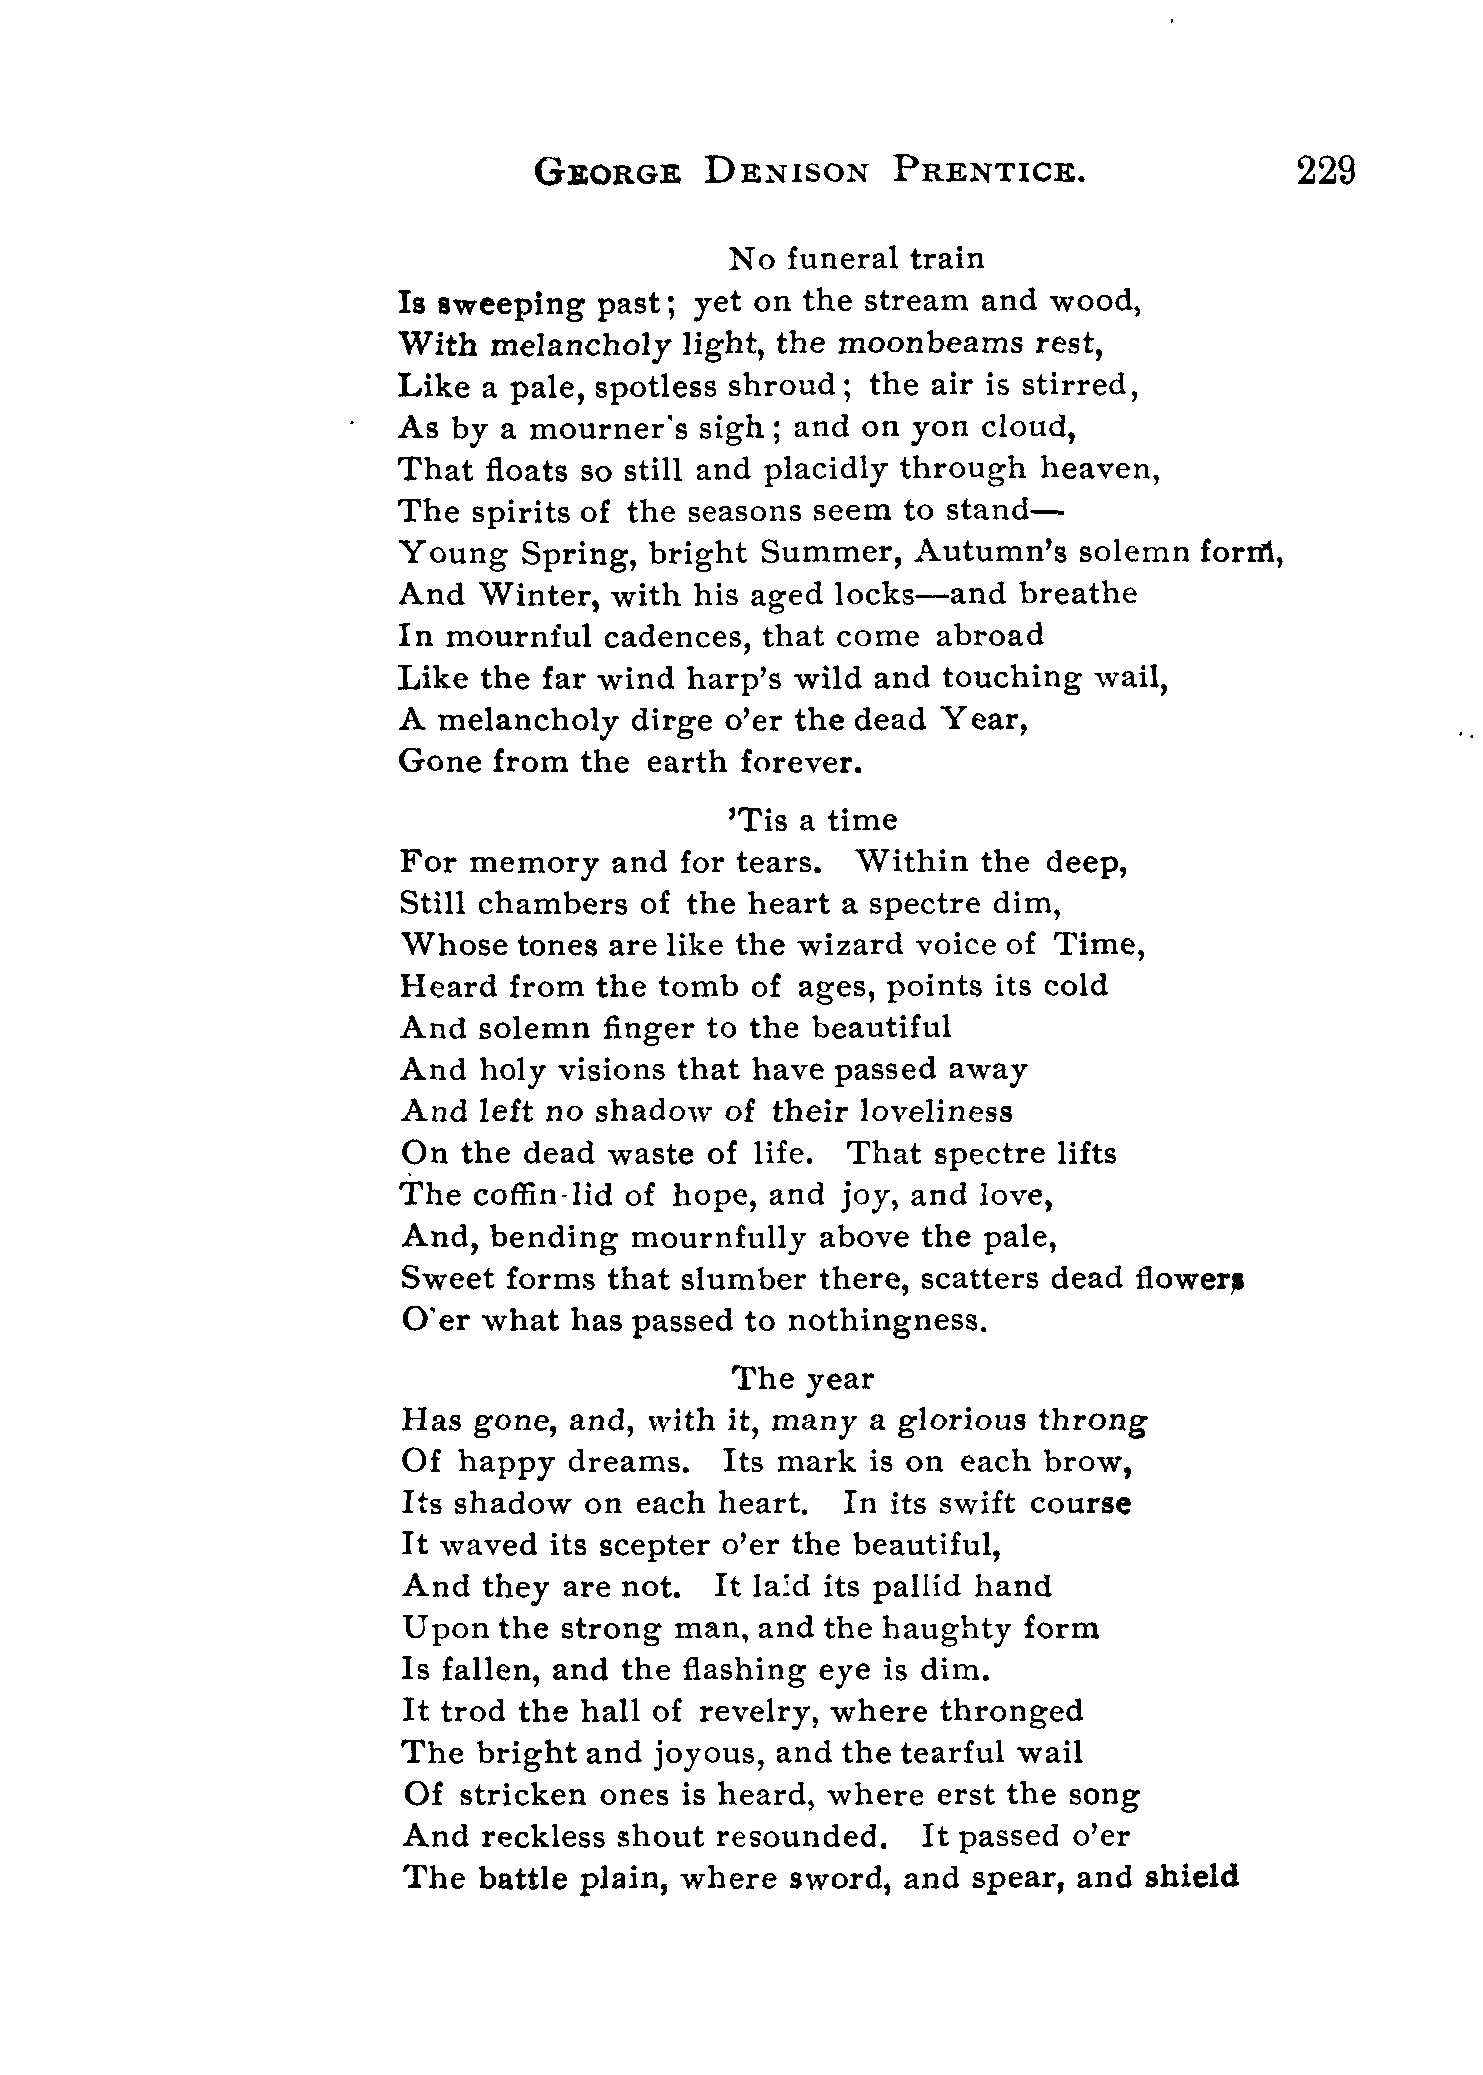 GEORGE DENISON PRENTICE. 229
No funeral train
Is sweeping past; yet on the stream and wood,
With melancholy light, the moonbeams rest,
Like a pale, spotless shroud; the air is stirred,
As by a mourner's sigh; and on yon cloud,
That floats so still and placidly through heaven,
The spirits of the seasons seem to stand—
Young Spring, bright Summer, Autumn's solemn form,
And Winter, with his aged locks—and breathe
In mournful cadences, that come abroad
Like the far wind harp's wild and touching wail,
A melancholy dirge o'er the dead Year,
Gone from the earth forever.
'Tis a time
For memory and for tears. Within the deep,
Still chambers of the heart a spectre dim,
Whose tones are like the wizard voice of Time,
Heard from the tomb of ages, points its cold
And solemn finger to the beautiful
And holy visions that have passed away
And left no shadow of their loveliness
On the dead waste of life. That spectre lifts
The coffin-lid of hope, and joy, and love,
And, bending mournfully above the pale,
Sweet forms that slumber there, scatters dead flowers
O'er what has passed to nothingness.
The year
Has gone, and, with it, many a glorious throng
Of happy dreams. Its mark is on each brow,
Its shadow on each heart. In its swift course
It waved its scepter o'er the beautiful,
And they are not. It laid its pallid hand
Upon the strong man, and the haughty form
Is fallen, and the flashing eye is dim.
It trod the hall of revelry, where thronged
The bright and joyous, and the tearful wail
Of stricken ones is heard, where erst the song
And reckless shout resounded. It passed o'er
The battle plain, where sword, and spear, and shield